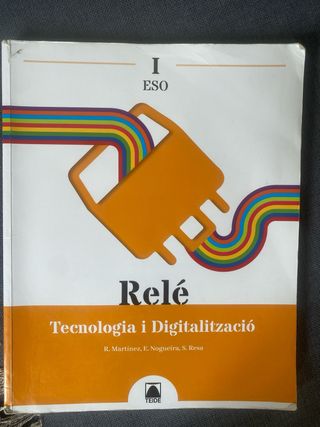 I
ESO
Relé
Tecnologia i Digitalització
R. Martínez, E. Nogueira, S. Resa
TEIDE